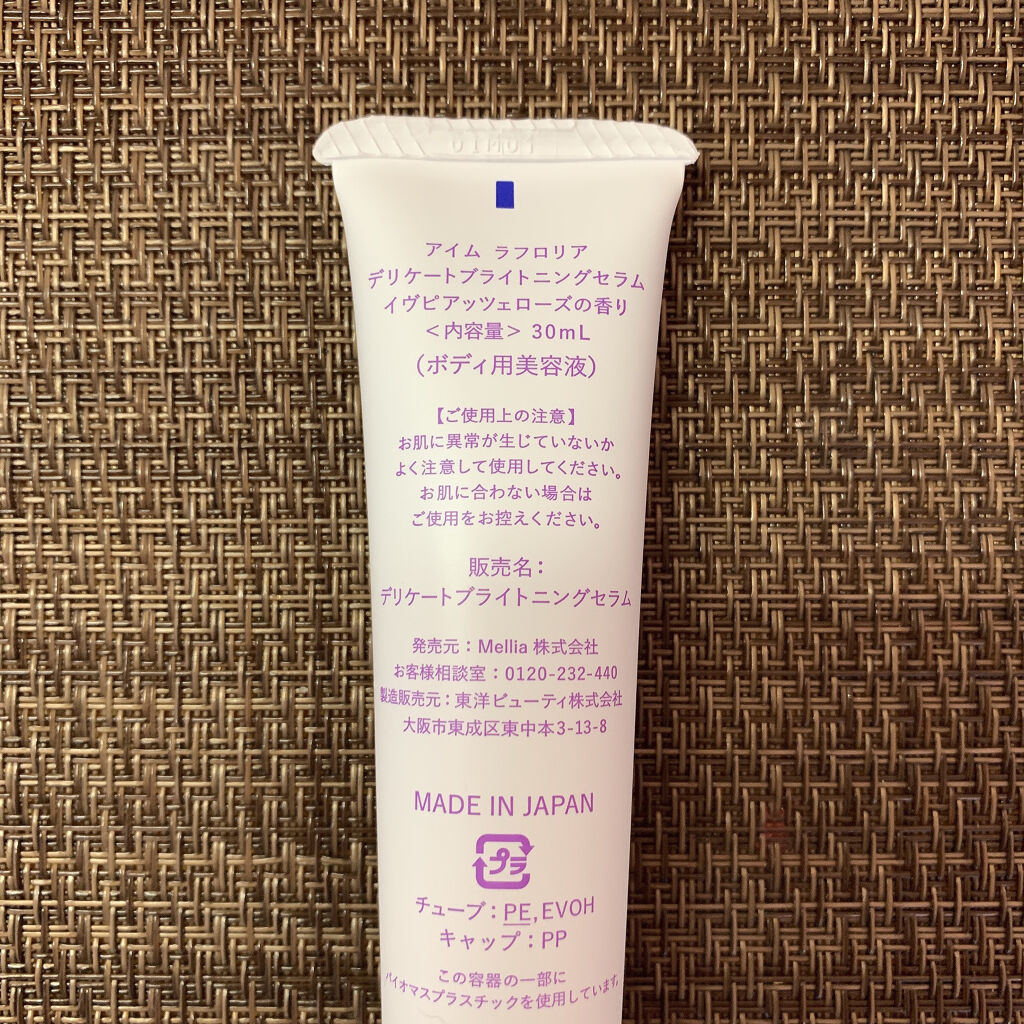 アイム ラフロリア
デリケートブライトニングセラム
イヴピアッツェローズの香り
＜内容量＞ 30mL
(ボディ用美容液)
【ご使用上の注意】
お肌に異常が生じていないか
よく注意して使用してください。
お肌に合わない場合は
ご使用をお控えください。
販売名：
デリケートブライトニングセラム
発売元：Mellia 株式会社
お客様相談室：0120-232-440
製造販売元：東洋ビューティ株式会社
大阪市東成区東中本3-13-8
MADE IN JAPAN
プラ
チューブ：PE,EVOH
キャップ：PP
この容器の一部に
バイオマスプラスチックを使用しています。